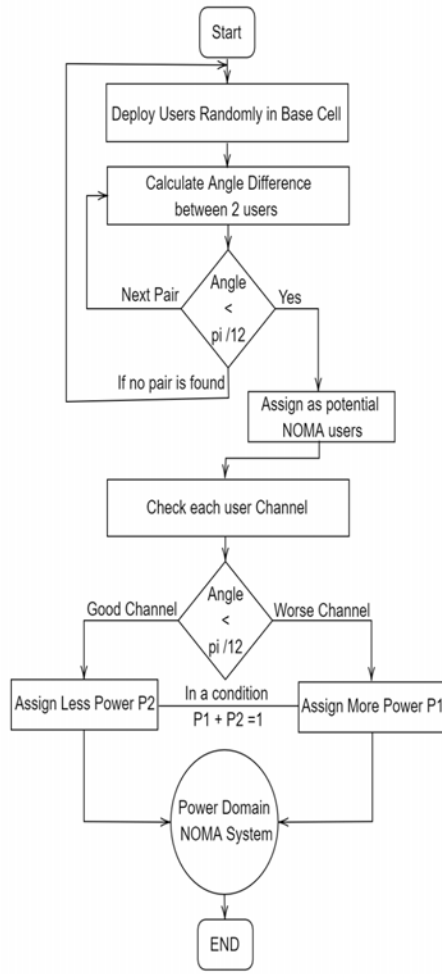 Start
Deploy Users Randomly in Base Cell
Calculate Angle Difference
between 2 users
Next Pair
Angle
<
pi /12
Yes
If no pair is found
Assign as potential
NOMA users
Check each user Channel
Good Channel
Angle
<
pi /12
Worse Channel
Assign Less Power P2
In a condition
P1 + P2 =1
Assign More Power P1
Power Domain
NOMA System
END